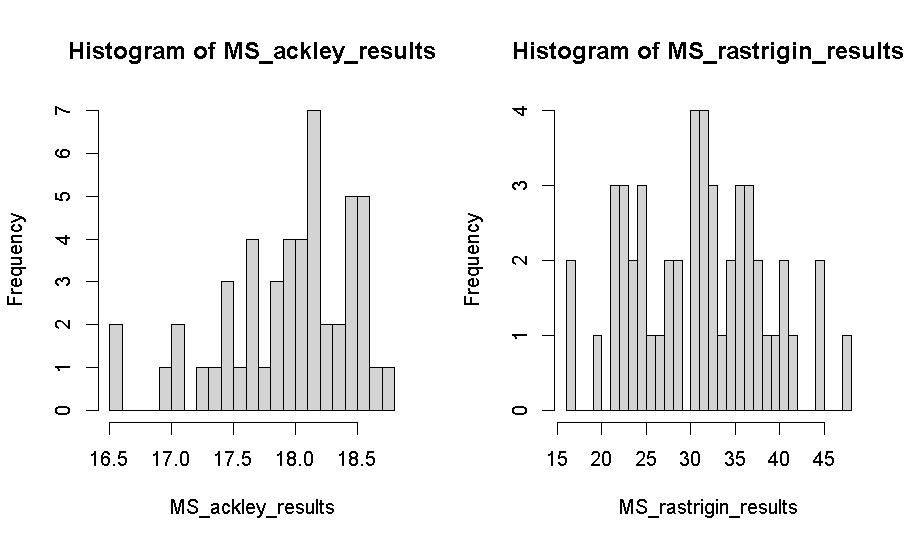 Histogram of MS_ackley_results
Frequency
0 1 2 3 4 5 6 7
16.5 17.0 17.5 18.0 18.5
MS_ackley_results
Histogram of MS_rastrigin_results
Frequency
0 1 2 3 4
15 20 25 30 35 40 45
MS_rastrigin_results